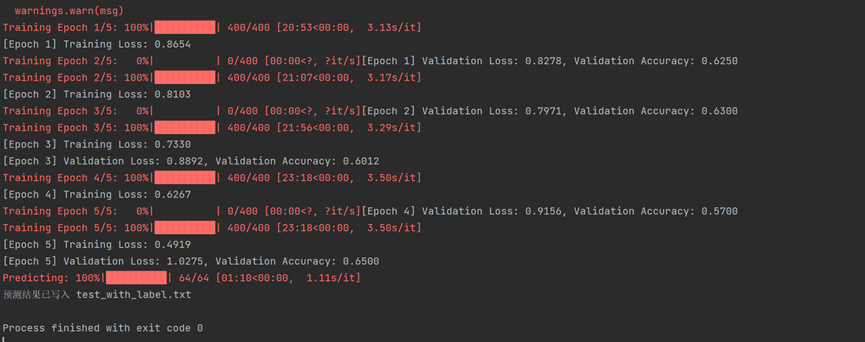 warnings.warn(msg)
Training Epoch 1/5: 100%|██████████| 400/400 [20:53<00:00,  3.13s/it]
[Epoch 1] Training Loss: 0.8654
Training Epoch 2/5:   0%|          | 0/400 [00:00<?, ?it/s][Epoch 1] Validation Loss: 0.8278, Validation Accuracy: 0.6250
Training Epoch 2/5: 100%|██████████| 400/400 [21:07<00:00,  3.17s/it]
[Epoch 2] Training Loss: 0.8103
Training Epoch 3/5:   0%|          | 0/400 [00:00<?, ?it/s][Epoch 2] Validation Loss: 0.7971, Validation Accuracy: 0.6300
Training Epoch 3/5: 100%|██████████| 400/400 [21:56<00:00,  3.29s/it]
[Epoch 3] Training Loss: 0.7330
[Epoch 3] Validation Loss: 0.8892, Validation Accuracy: 0.6012
Training Epoch 4/5: 100%|██████████| 400/400 [23:18<00:00,  3.50s/it]
[Epoch 4] Training Loss: 0.6267
Training Epoch 5/5:   0%|          | 0/400 [00:00<?, ?it/s][Epoch 4] Validation Loss: 0.9156, Validation Accuracy: 0.5700
Training Epoch 5/5: 100%|██████████| 400/400 [23:18<00:00,  3.50s/it]
[Epoch 5] Training Loss: 0.4919
[Epoch 5] Validation Loss: 1.0275, Validation Accuracy: 0.6500
Predicting: 100%|██████████| 64/64 [01:10<00:00,  1.11s/it]
预测结果已写入 test_with_label.txt
Process finished with exit code 0